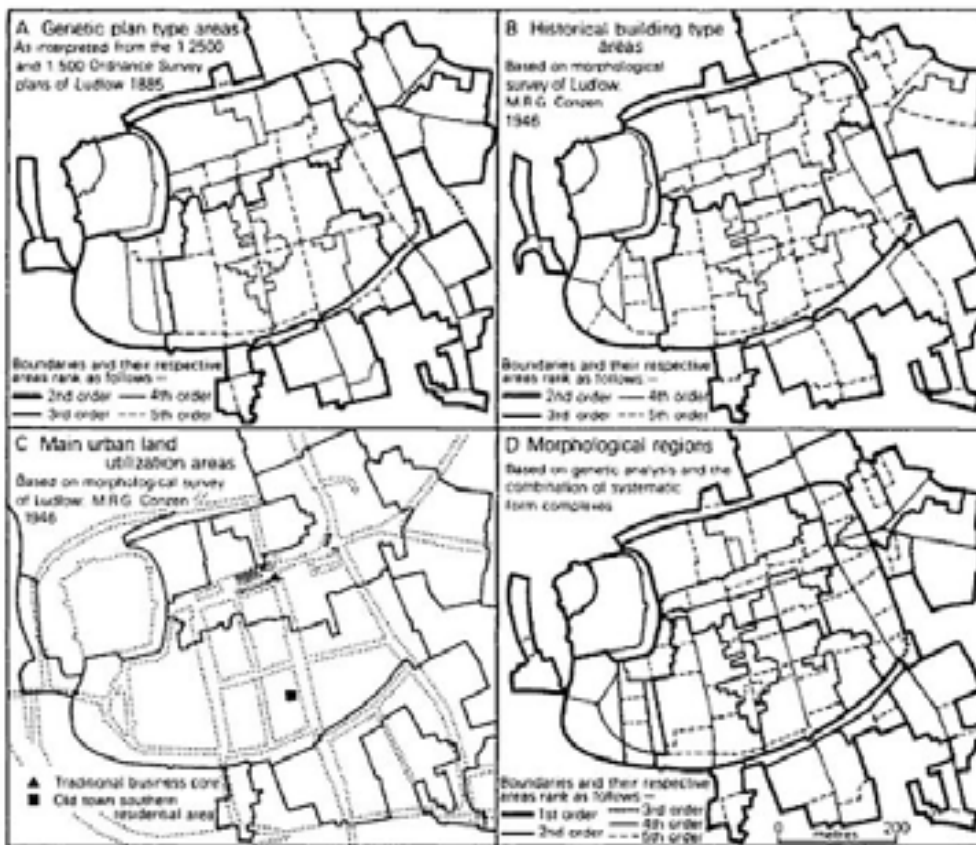 A Genetic plan type areas
As interpreted from the 1 2500
and 1 500 Ordnance Survey
plans of Ludlow 1885
Boundaries and their respective
areas rank as follows —
2nd order 4th order
3rd order 5th order
B Historical building type
areas
Based on morphological
survey of Ludlow.
M.R.G. Conzen
1946
Boundaries and their respective
areas rank as follows —
2nd order 4th order
3rd order 5th order
C Main urban land
utilization areas
Based on morphological survey
of Ludlow. M.R.G. Conzen
1946
Traditional business core
Old town southern
residential area
D Morphological regions
Based on genetic analysis and the
combination of systematic
form complexes
Boundaries and their respective
areas rank as follows —
1st order 3rd order
2nd order 4th order
5th order
0 metres 200